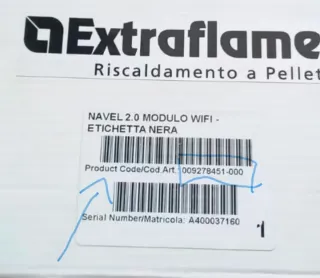 Extraflame
Riscaldamento a Pellet
NAVEL 2.0 MODULO WIFI -
ETICHETTA NERA
Product Code/Cod.Art.: 009278451-000
Serial Number/Matricola: A400037160